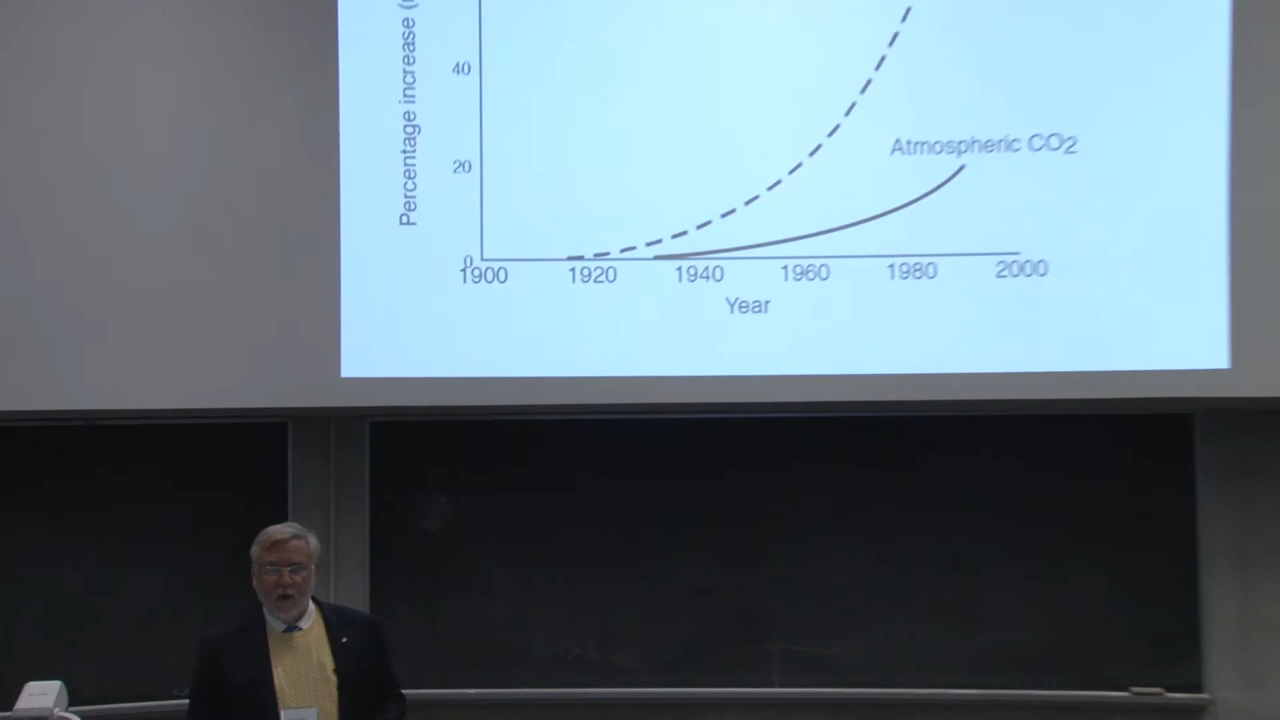 Percentage increase
40
20
0
1900 1920 1940 1960 1980 2000
Year
Atmospheric CO2